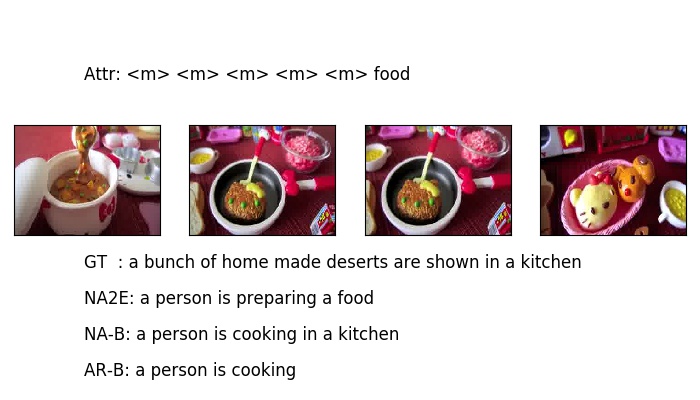 Attr: <m> <m> <m> <m> <m> food
GT  : a bunch of home made deserts are shown in a kitchen
NA2E: a person is preparing a food
NA-B: a person is cooking in a kitchen
AR-B: a person is cooking